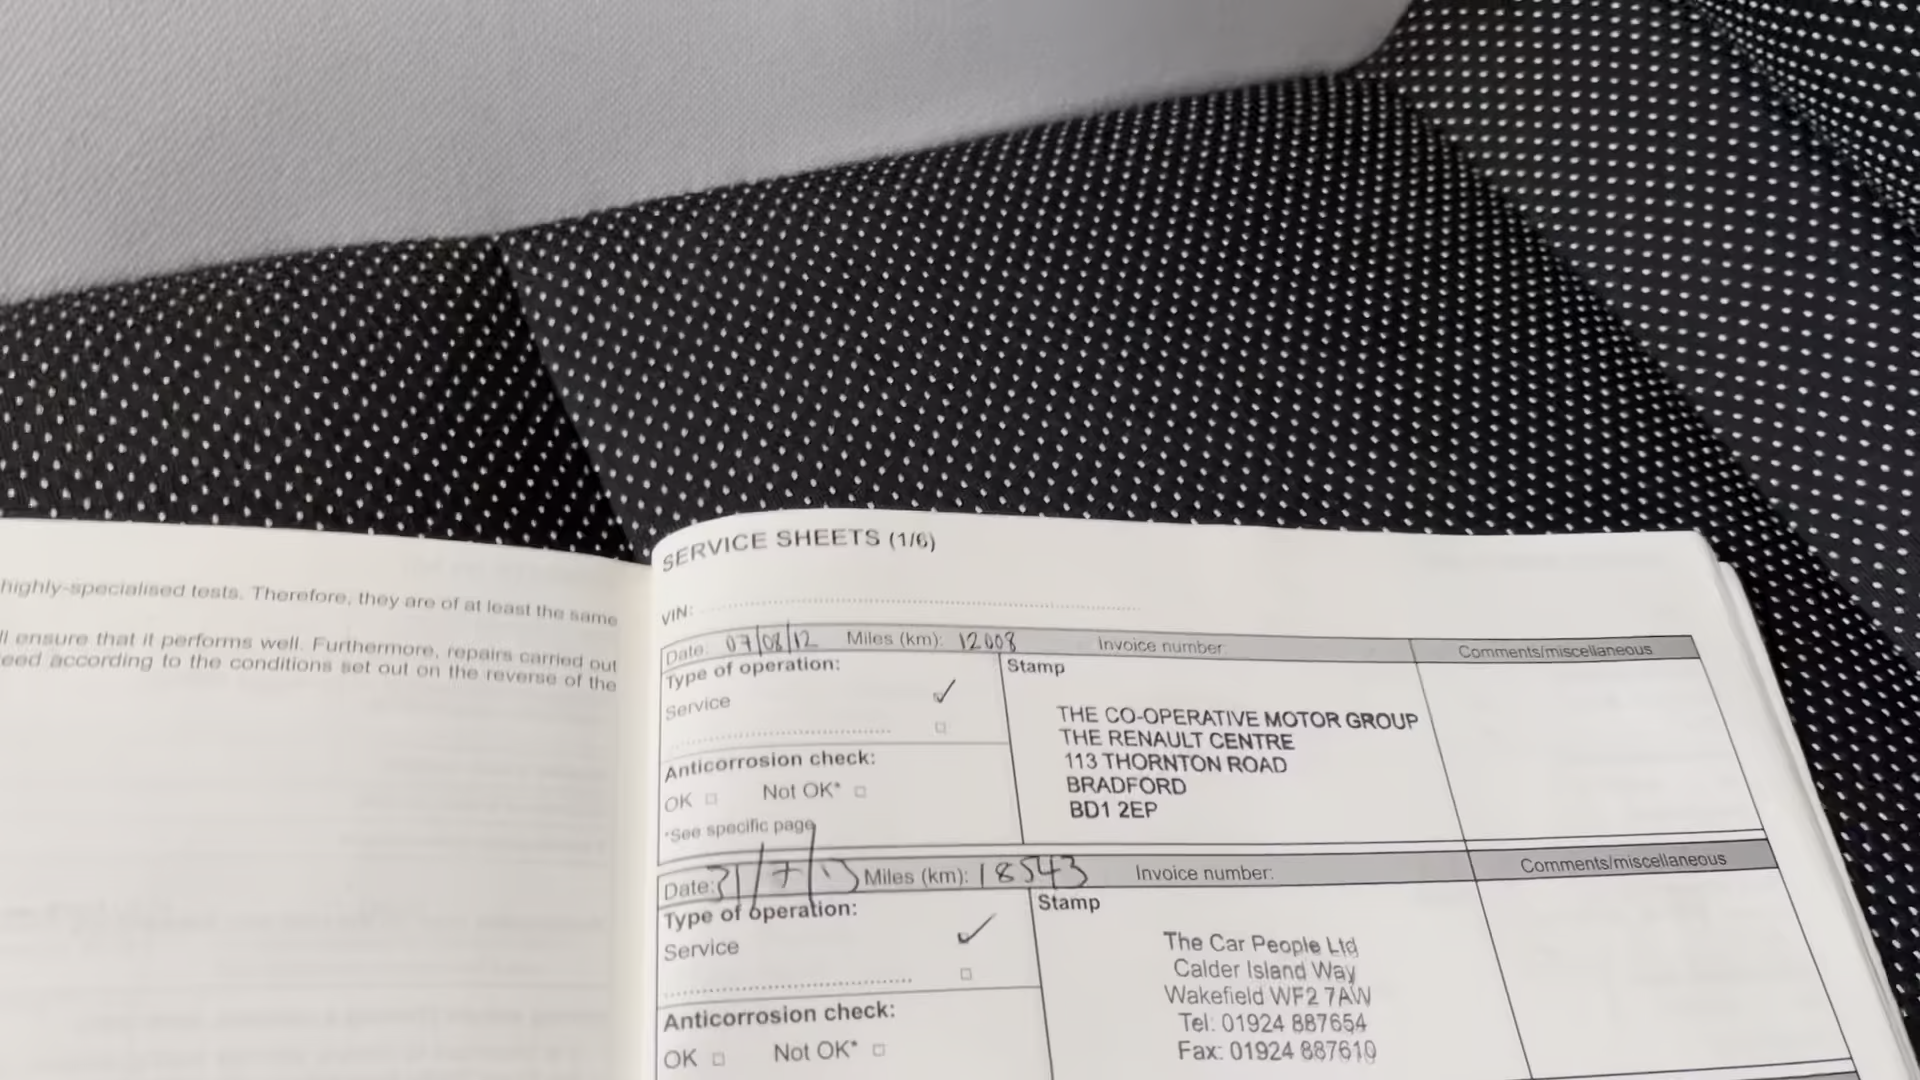 highly-specialised tests. Therefore, they are of at least the same
ll ensure that it performs well. Furthermore, repairs carried out
eed according to the conditions set out on the reverse of the
SERVICE SHEETS (1/6)
VIN:
Date: 07/08/12 Miles (km): 12008 Invoice number: Comments/miscellaneous
Type of operation:
Service
Stamp
THE CO-OPERATIVE MOTOR GROUP
THE RENAULT CENTRE
113 THORNTON ROAD
BRADFORD
BD1 2EP
Anticorrosion check:
OK Not OK*
*See specific page
Date: 31/7/13 Miles (km): 18543 Invoice number: Comments/miscellaneous
Type of operation:
Service
Stamp
The Car People Ltd
Calder Island Way
Wakefield WF2 7AW
Tel: 01924 887654
Fax: 01924 887610
Anticorrosion check:
OK Not OK*